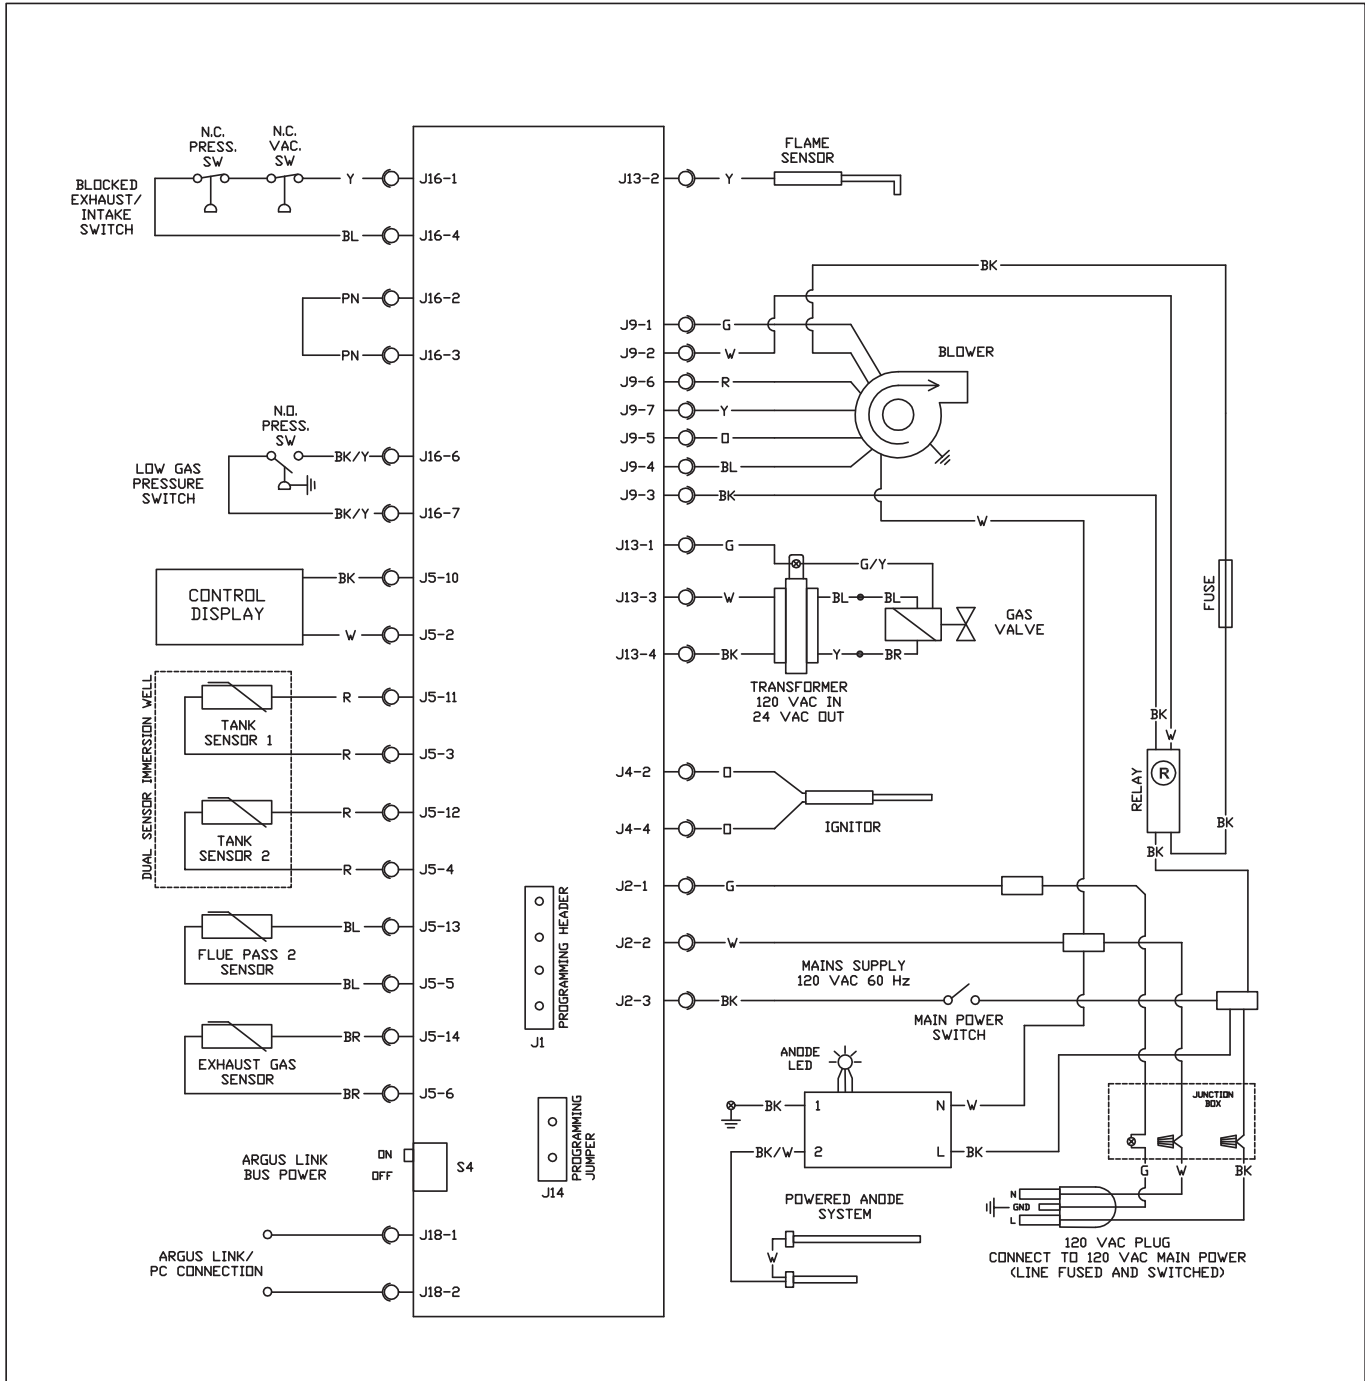 N.C.
PRESS.
SW
N.C.
VAC.
SW
BLOCKED
EXHAUST/
INTAKE
SWITCH
Y
J16-1
BL
J16-4
PN
J16-2
PN
J16-3
N.O.
PRESS.
SW
LOW GAS
PRESSURE
SWITCH
BK/Y
J16-6
BK/Y
J16-7
CONTROL
DISPLAY
BK
J5-10
W
J5-2
DUAL SENSOR IMMERSION WELL
TANK
SENSOR 1
R
J5-11
R
J5-3
TANK
SENSOR 2
R
J5-12
R
J5-4
FLUE PASS 2
SENSOR
BL
J5-13
BL
J5-5
EXHAUST GAS
SENSOR
BR
J5-14
BR
J5-6
ARGUS LINK
BUS POWER
ON
OFF
S4
ARGUS LINK/
PC CONNECTION
J18-1
J18-2
PROGRAMMING HEADER
J1
PROGRAMMING
JUMPER
J14
J13-2
Y
FLAME
SENSOR
BK
J9-1
G
J9-2
W
J9-6
R
J9-7
Y
J9-5
O
J9-4
BL
J9-3
BK
BLOWER
W
J13-1
G
G/Y
J13-3
W
BL
BL
J13-4
BK
Y
BR
GAS
VALVE
TRANSFORMER
120 VAC IN
24 VAC OUT
FUSE
BK
W
RELAY
R
BK
BK
J4-2
O
J4-4
O
IGNITOR
J2-1
G
J2-2
W
J2-3
BK
MAINS SUPPLY
120 VAC 60 Hz
MAIN POWER
SWITCH
ANODE
LED
BK
1
N
W
BK/W
2
L
BK
POWERED ANODE
SYSTEM
W
JUNCTION
BOX
G
W
BK
N
GND
L
120 VAC PLUG
CONNECT TO 120 VAC MAIN POWER
(LINE FUSED AND SWITCHED)